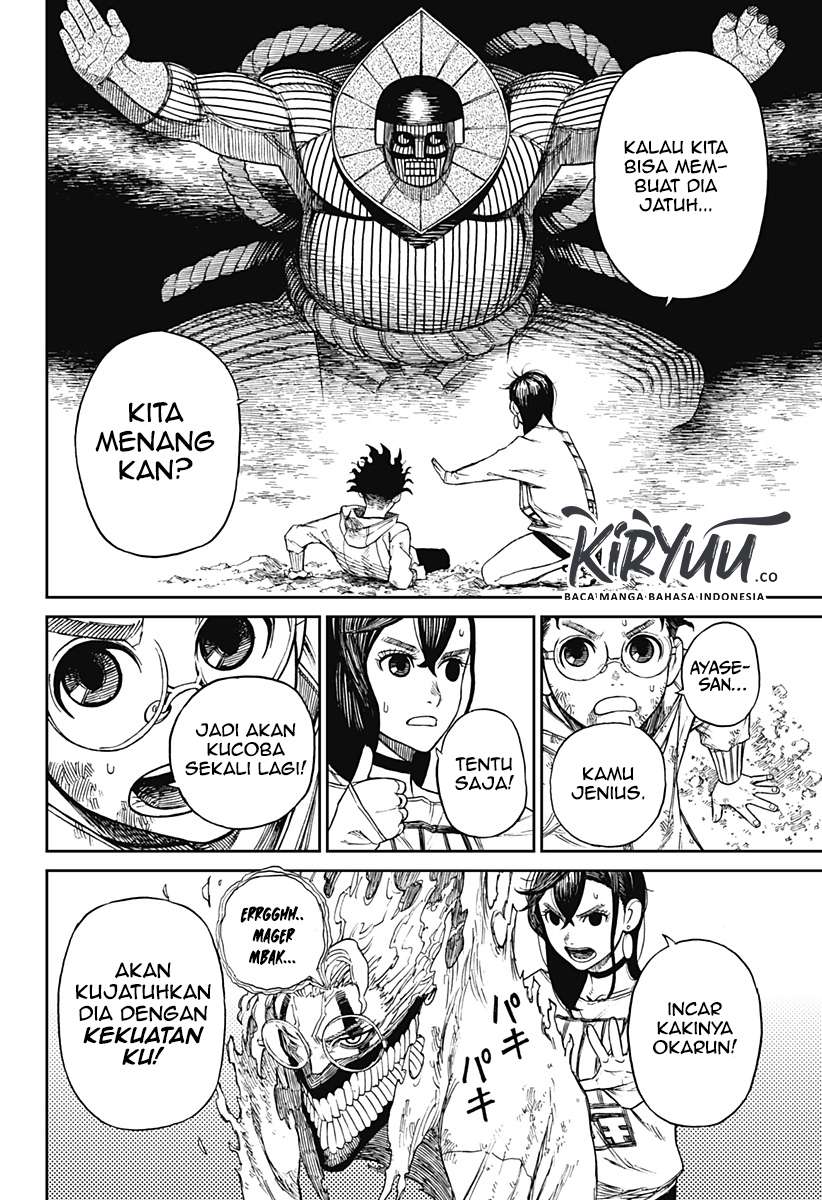 KALAU KITA
BISA MEM-
BUAT DIA
JATUH...
KITA
MENANG
KAN?
KIRYUU.CO
BACA MANGA BAHASA INDONESIA
AYASE-
SAN...
KAMU
JENIUS.
TENTU
SAJA!
JADI AKAN
KUCOBA
SEKALI LAGI!
INCAR
KAKINYA
OKARUN!
パキ
パキ
ERRGGHH..
MAGER
MBAK...
AKAN
KUJATUHKAN
DIA DENGAN
KEKUATAN
KU!